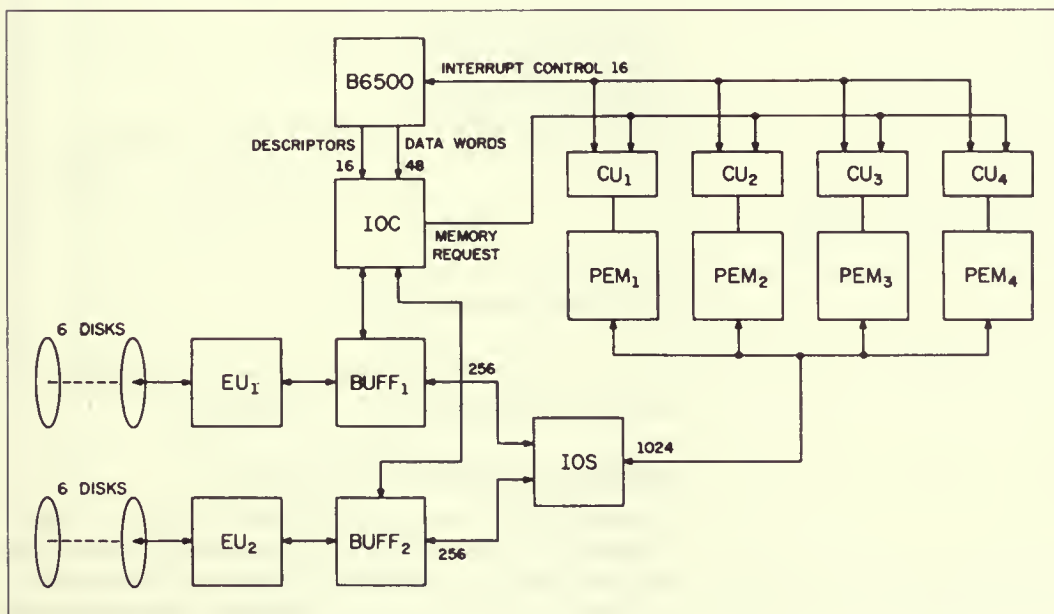 B6500
INTERRUPT CONTROL 16
DESCRIPTORS
16
DATA WORDS
48
IOC
MEMORY
REQUEST
CU₁
CU₂
CU₃
CU₄
PEM₁
PEM₂
PEM₃
PEM₄
6 DISKS
EU₁
BUFF₁
256
IOS
1024
6 DISKS
EU₂
BUFF₂
256